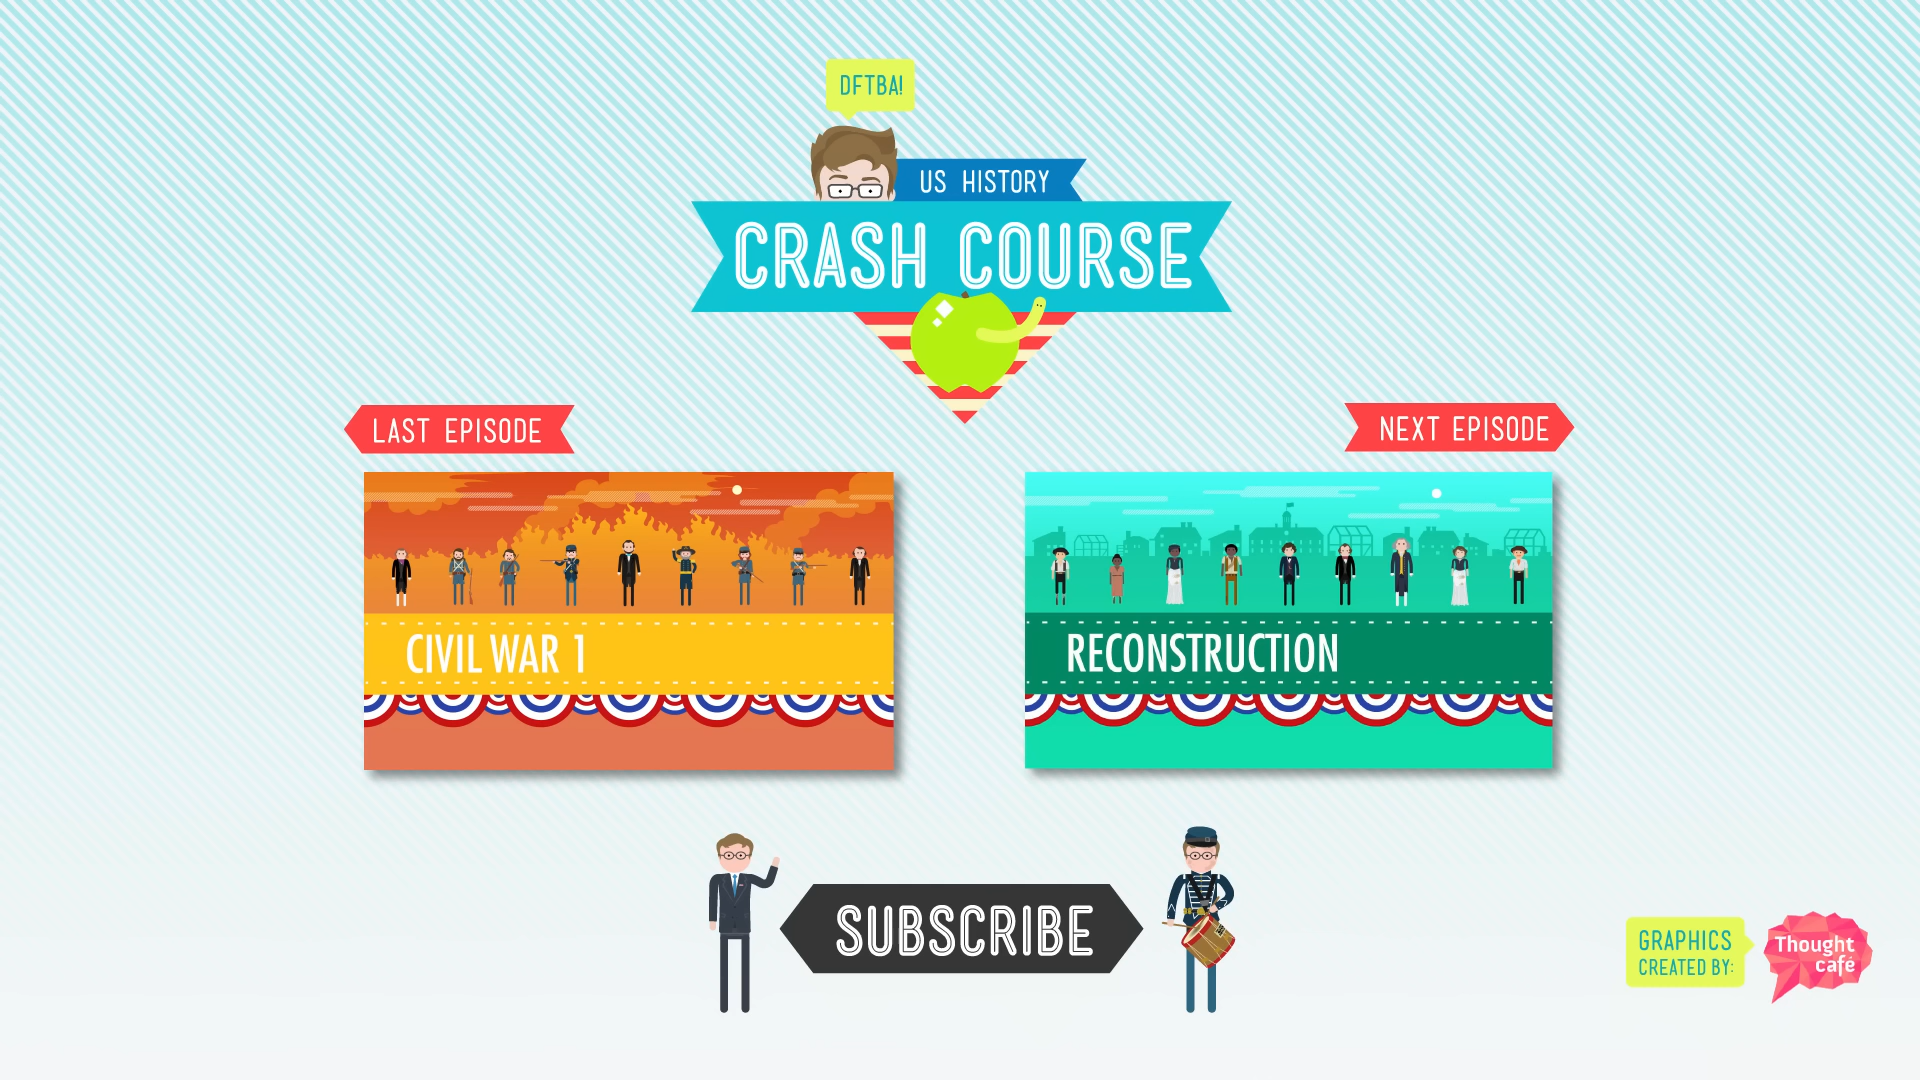 DFTBA!
US HISTORY
CRASH COURSE
LAST EPISODE
NEXT EPISODE
CIVIL WAR 1
RECONSTRUCTION
SUBSCRIBE
GRAPHICS
CREATED BY:
Thought
café